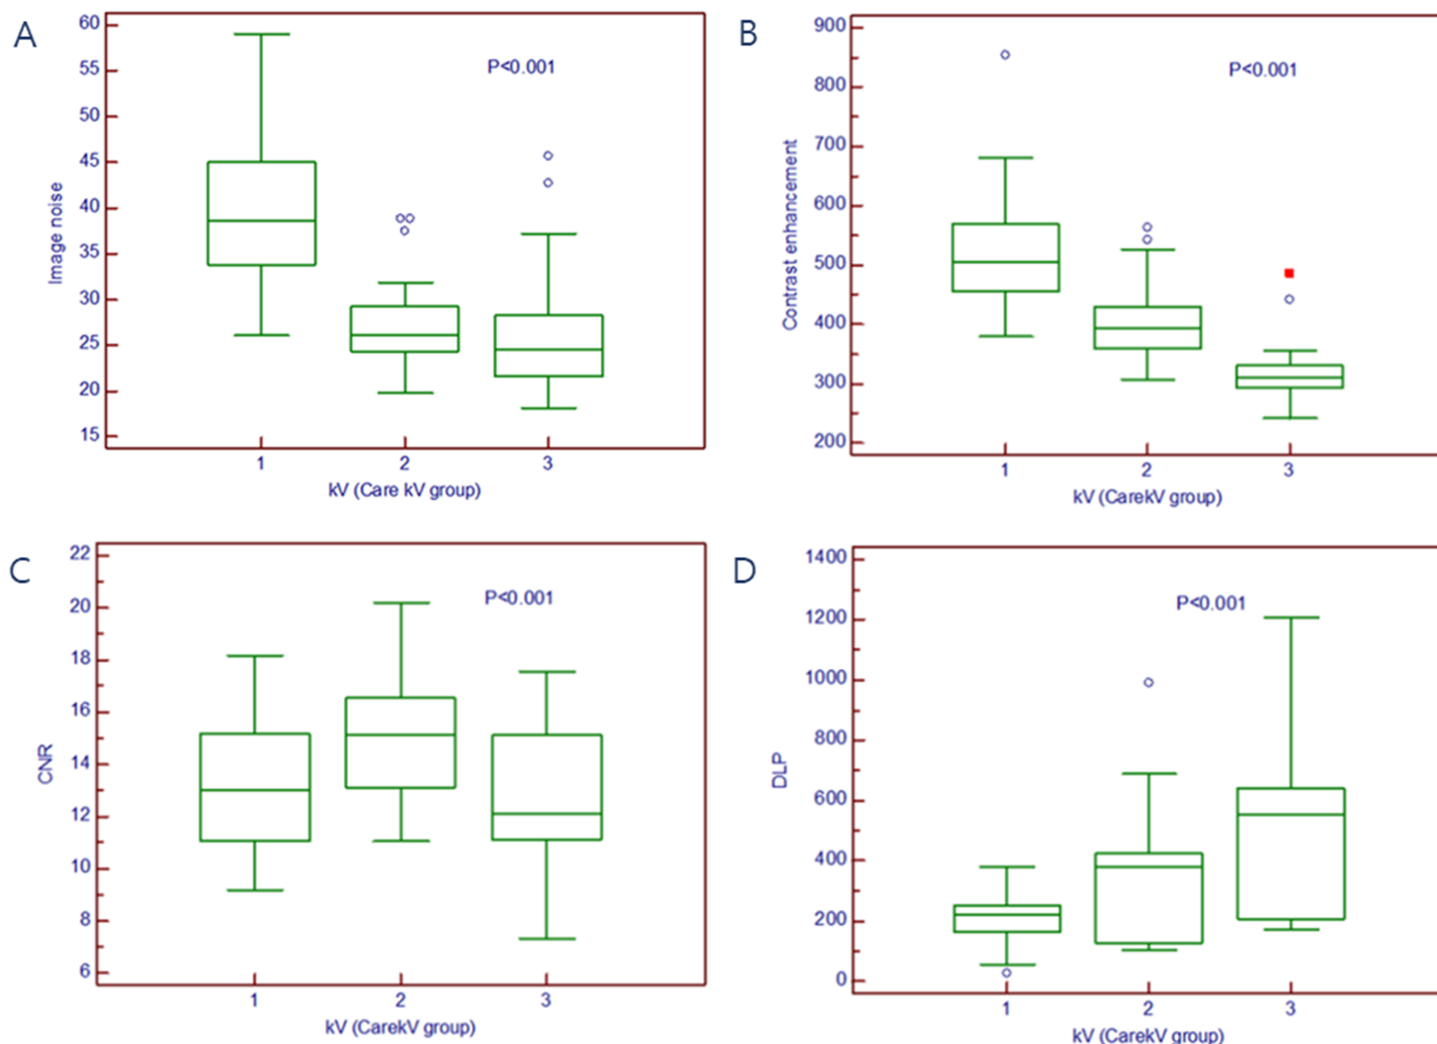 A
60
55
50
45
40
35
30
25
20
15
Image noise
P<0.001
1 2 3
kV (Care kV group)
B
900
800
700
600
500
400
300
200
Contrast enhancement
P<0.001
1 2 3
kV (CarekV group)
C
22
20
18
16
14
12
10
8
6
CNR
P<0.001
1 2 3
kV (CarekV group)
D
1400
1200
1000
800
600
400
200
0
DLP
P<0.001
1 2 3
kV (CarekV group)